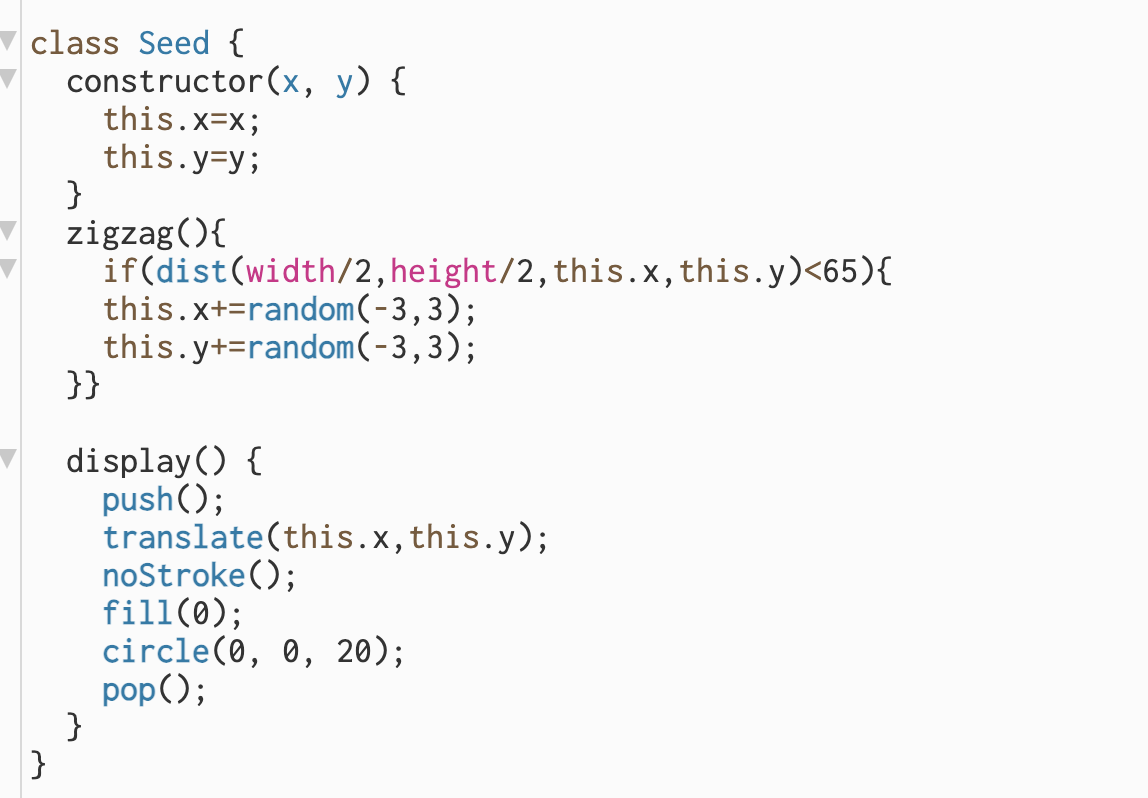 class Seed {
  constructor(x, y) {
    this.x=x;
    this.y=y;
  }
  zigzag(){
    if(dist(width/2,height/2,this.x,this.y)<65){
    this.x+=random(-3,3);
    this.y+=random(-3,3);
  }}

  display() {
    push();
    translate(this.x,this.y);
    noStroke();
    fill(0);
    circle(0, 0, 20);
    pop();
  }
}